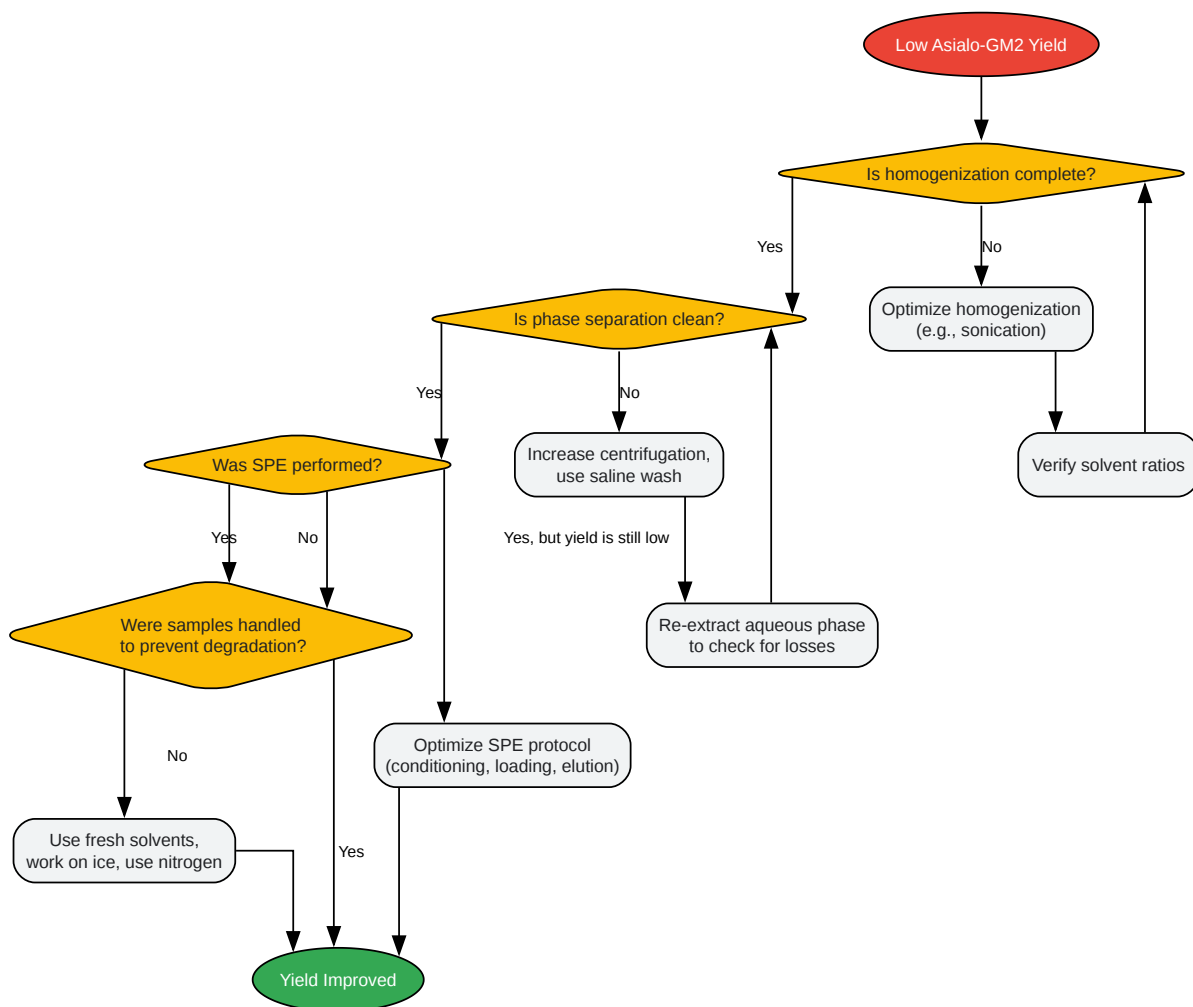 Low Asialo-GM2 Yield
Is homogenization complete?
Yes
No
Is phase separation clean?
Optimize homogenization
(e.g., sonication)
Yes
No
Was SPE performed?
Increase centrifugation,
use saline wash
Verify solvent ratios
Yes
No
Yes, but yield is still low
Were samples handled
to prevent degradation?
Re-extract aqueous phase
to check for losses
No
Optimize SPE protocol
(conditioning, loading, elution)
Use fresh solvents,
work on ice, use nitrogen
Yes
Yield Improved